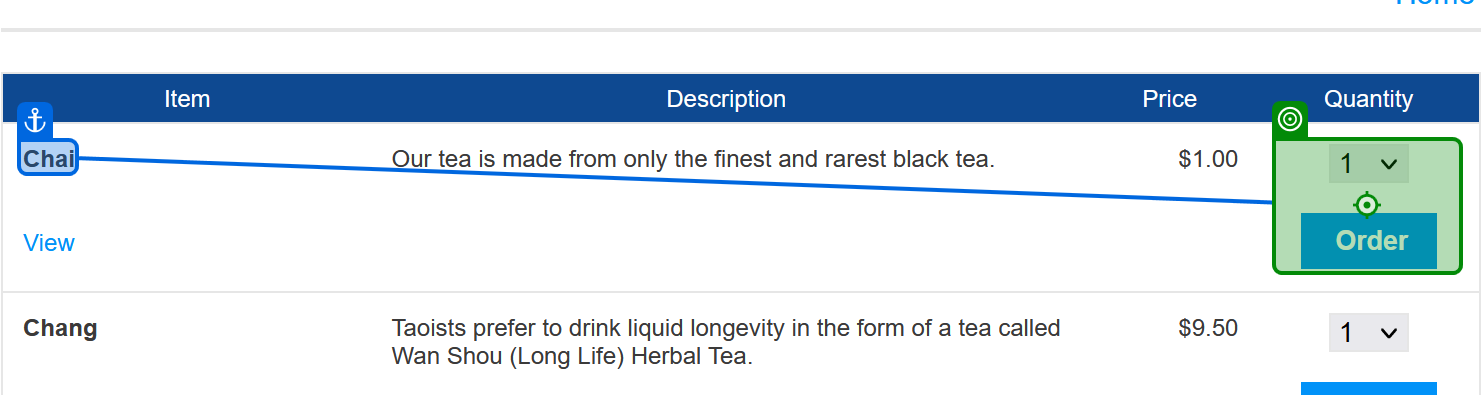 Home
Item Description Price Quantity
Chai Our tea is made from only the finest and rarest black tea. $1.00 1
View Order
Chang Taoists prefer to drink liquid longevity in the form of a tea called $9.50 1
Wan Shou (Long Life) Herbal Tea.